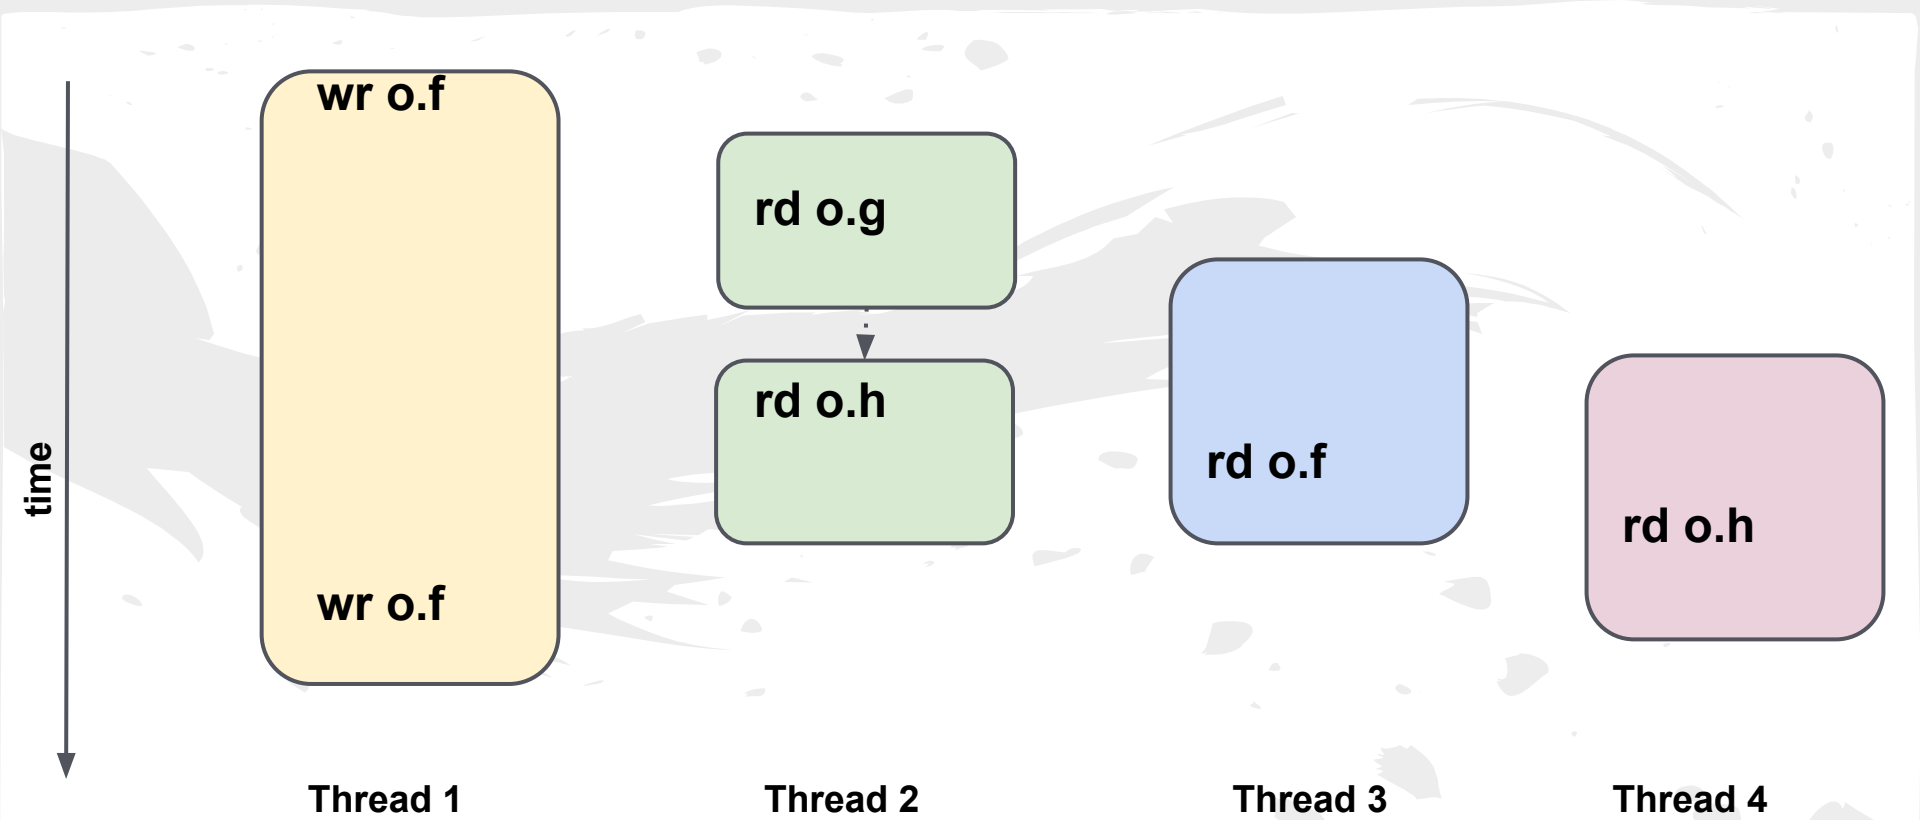 wr o.f
rd o.g
rd o.h
rd o.f
rd o.h
wr o.f
time
Thread 1
Thread 2
Thread 3
Thread 4